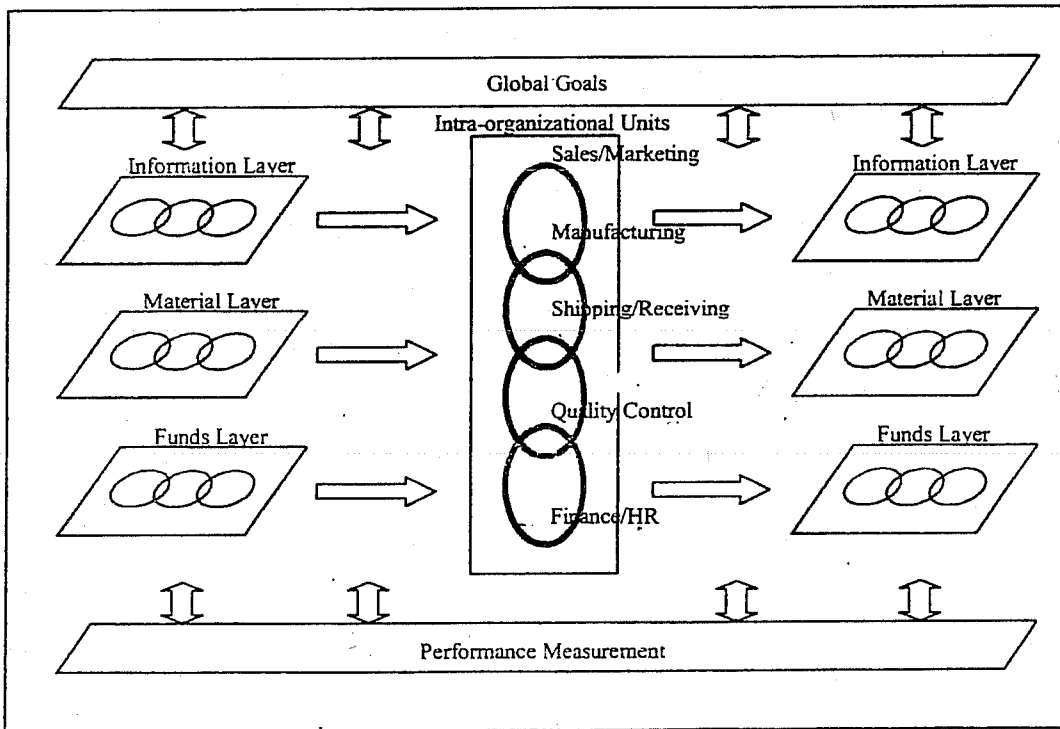 Global Goals
Intra-organizational Units
Information Layer
Sales/Marketing
Information Layer
Manufacturing
Material Layer
Shipping/Receiving
Material Layer
Funds Layer
Quality Control
Funds Layer
Finance/HR
Performance Measurement